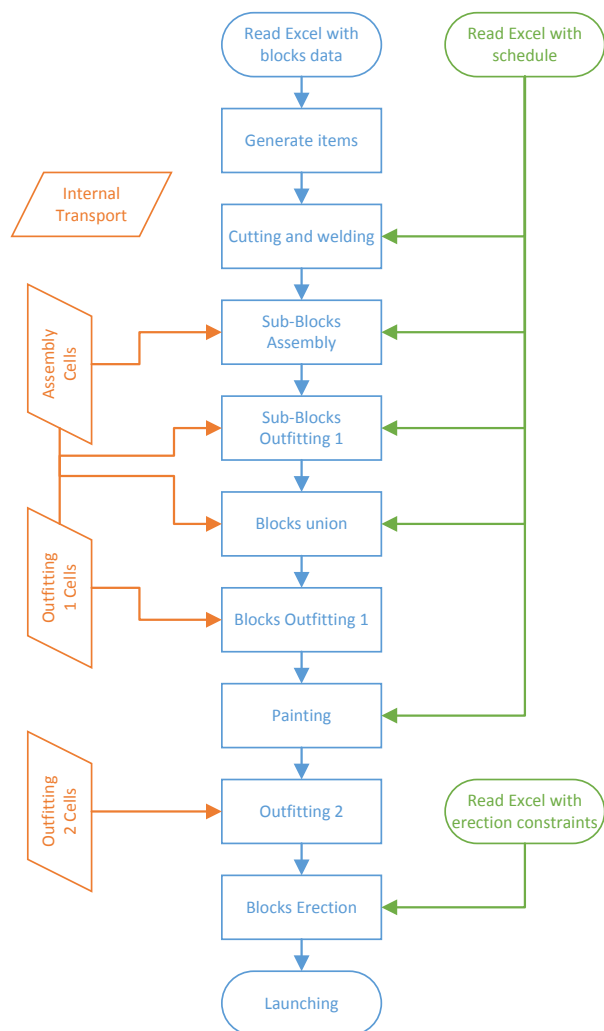 Read Excel with
blocks data
Read Excel with
schedule
Generate items
Internal
Transport
Cutting and welding
Assembly
Cells
Sub-Blocks
Assembly
Sub-Blocks
Outfitting 1
Blocks union
Outfitting
1 Cells
Blocks Outfitting 1
Painting
Outfitting
2 Cells
Outfitting 2
Read Excel with
erection constraints
Blocks Erection
Launching